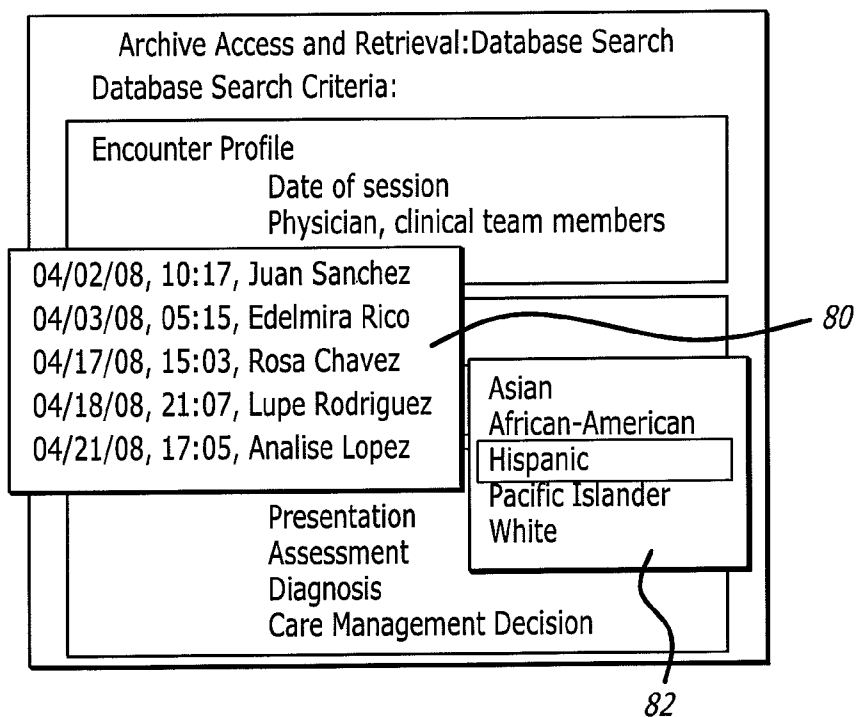 Archive Access and Retrieval:Database Search
Database Search Criteria:
Encounter Profile
Date of session
Physician, clinical team members
04/02/08, 10:17, Juan Sanchez
04/03/08, 05:15, Edelmira Rico
04/17/08, 15:03, Rosa Chavez
04/18/08, 21:07, Lupe Rodriguez
04/21/08, 17:05, Analise Lopez
80
Asian
African-American
Hispanic
Pacific Islander
White
Presentation
Assessment
Diagnosis
Care Management Decision
82